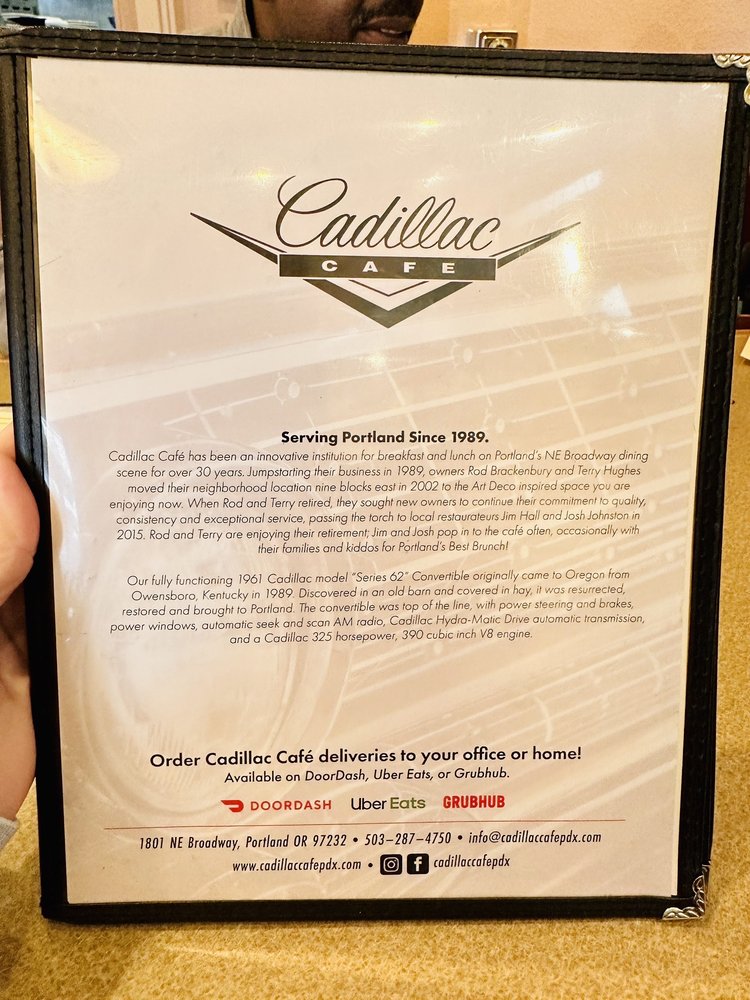 Cadillac
CAFE
Serving Portland Since 1989.
Cadillac Café has been an innovative institution for breakfast and lunch on Portland's NE Broadway dining
scene for over 30 years. Jumpstarting their business in 1989, owners Rod Brackenbury and Terry Hughes
moved their neighborhood location nine blocks east in 2002 to the Art Deco inspired space you are
enjoying now. When Rod and Terry retired, they sought new owners to continue their commitment to quality,
consistency and exceptional service, passing the torch to local restaurateurs Jim Hall and Josh Johnston in
2015. Rod and Terry are enjoying their retirement; Jim and Josh pop in to the café often, occasionally with
their families and kiddos for Portland's Best Brunch!
Our fully functioning 1961 Cadillac model "Series 62" Convertible originally came to Oregon from
Owensboro, Kentucky in 1989. Discovered in an old barn and covered in hay, it was resurrected,
restored and brought to Portland. The convertible was top of the line, with power steering and brakes,
power windows, automatic seek and scan AM radio, Cadillac Hydra-Matic Drive automatic transmission,
and a Cadillac 325 horsepower, 390 cubic inch V8 engine.
Order Cadillac Café deliveries to your office or home!
Available on DoorDash, Uber Eats, or Grubhub.
DOORDASH Uber Eats GRUBHUB
1801 NE Broadway, Portland OR 97232 • 503-287-4750 • info@cadillaccafepdx.com
www.cadillaccafepdx.com • cadillaccafepdx